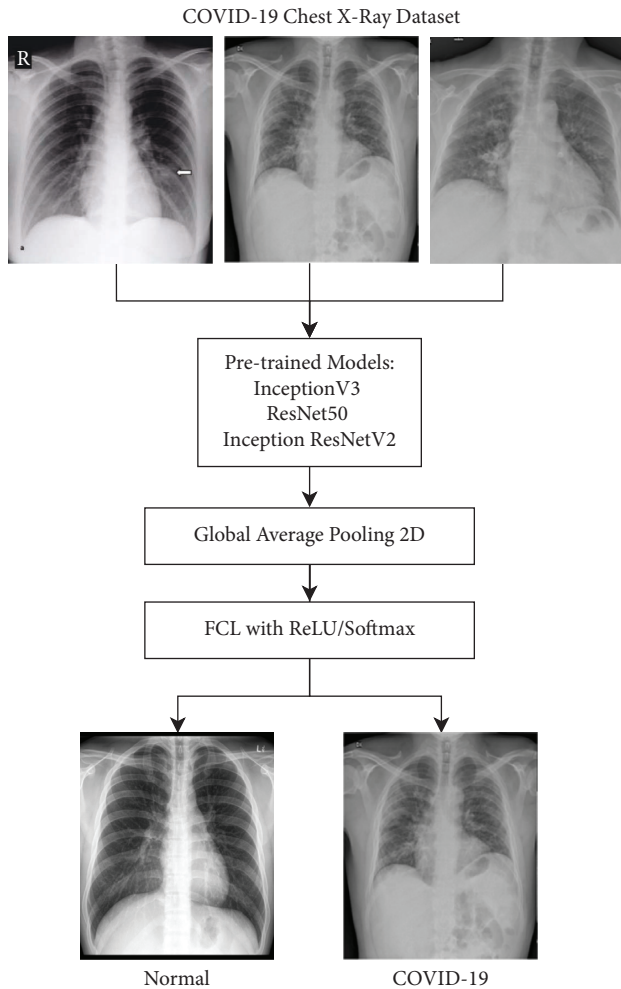 COVID-19 Chest X-Ray Dataset
R
Pre-trained Models:
InceptionV3
ResNet50
Inception ResNetV2
Global Average Pooling 2D
FCL with ReLU/Softmax
Normal
COVID-19